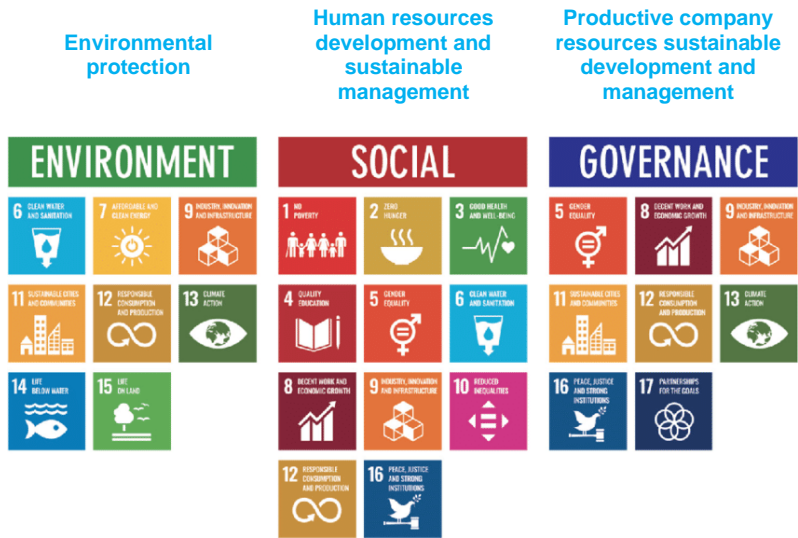 Environmental
protection
Human resources
development and
sustainable
management
Productive company
resources sustainable
development and
management
ENVIRONMENT
6 CLEAN WATER
AND SANITATION
7 AFFORDABLE AND
CLEAN ENERGY
9 INDUSTRY, INNOVATION
AND INFRASTRUCTURE
11 SUSTAINABLE CITIES
AND COMMUNITIES
12 RESPONSIBLE
CONSUMPTION
AND PRODUCTION
13 CLIMATE
ACTION
14 LIFE
BELOW WATER
15 LIFE
ON LAND
SOCIAL
1 NO
POVERTY
2 ZERO
HUNGER
3 GOOD HEALTH
AND WELL-BEING
4 QUALITY
EDUCATION
5 GENDER
EQUALITY
6 CLEAN WATER
AND SANITATION
8 DECENT WORK AND
ECONOMIC GROWTH
9 INDUSTRY, INNOVATION
AND INFRASTRUCTURE
10 REDUCED
INEQUALITIES
12 RESPONSIBLE
CONSUMPTION
AND PRODUCTION
16 PEACE, JUSTICE
AND STRONG
INSTITUTIONS
GOVERNANCE
5 GENDER
EQUALITY
8 DECENT WORK AND
ECONOMIC GROWTH
9 INDUSTRY, INNOVATION
AND INFRASTRUCTURE
11 SUSTAINABLE CITIES
AND COMMUNITIES
12 RESPONSIBLE
CONSUMPTION
AND PRODUCTION
13 CLIMATE
ACTION
16 PEACE, JUSTICE
AND STRONG
INSTITUTIONS
17 PARTNERSHIPS
FOR THE GOALS